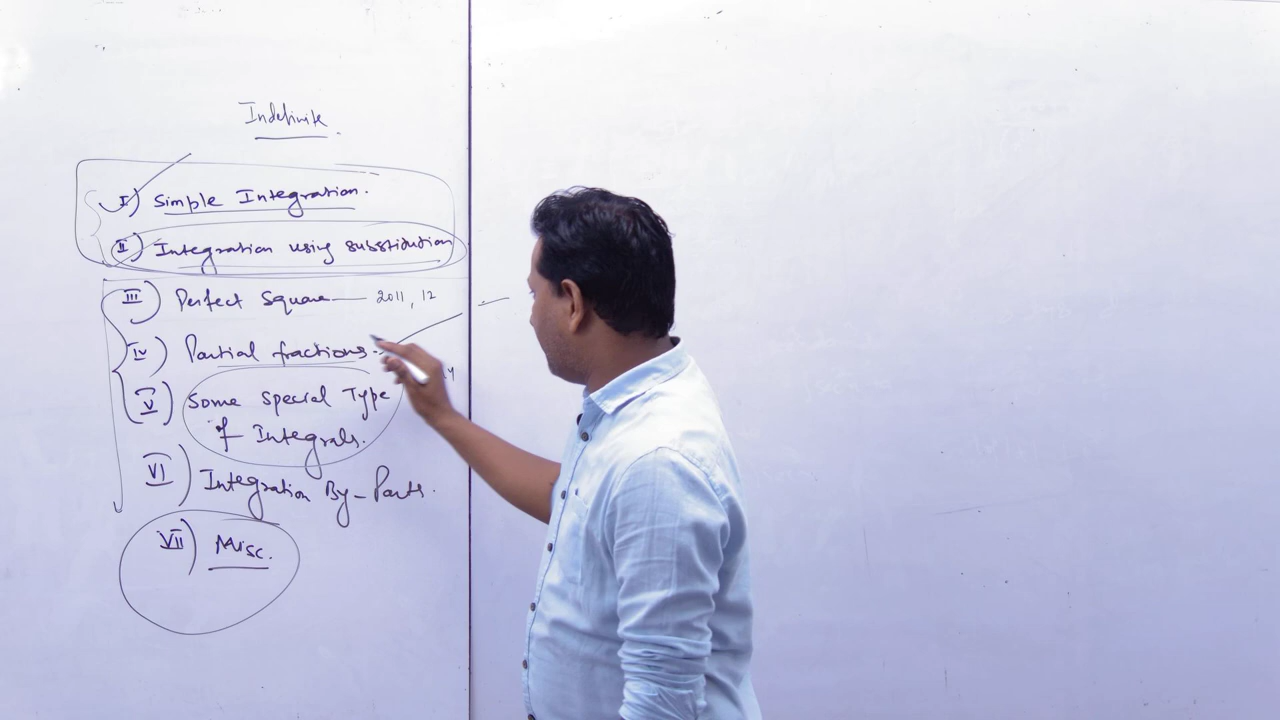 Indefinite.
I) Simple Integration.
II) Integration using substitution
III) Perfect Square — 2011, 12
IV) Partial fractions.
V) Some Special Type
of Integrals.
VI) Integration By-Parts.
VII) Misc.